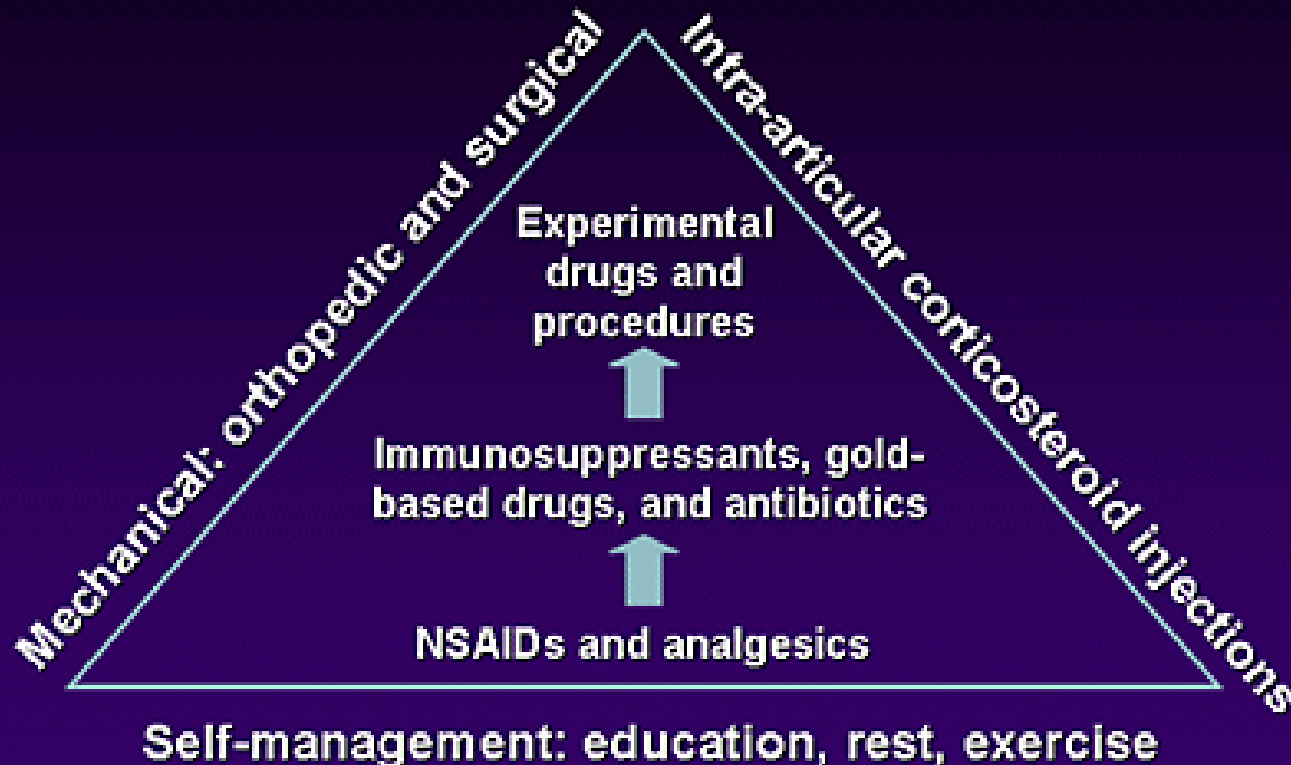 Mechanical: orthopedic and surgical
Intra-articular corticosteroid injections
Experimental
drugs and
procedures
Immunosuppressants, gold-
based drugs, and antibiotics
NSAIDs and analgesics
Self-management: education, rest, exercise